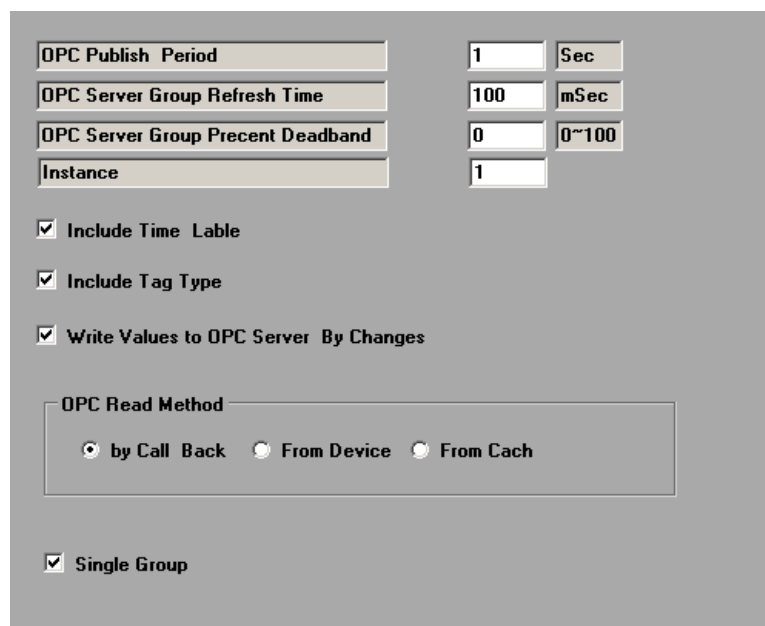 OPC Publish  Period 1 Sec
OPC Server Group Refresh Time 100 mSec
OPC Server Group Precent Deadband 0 0~100
Instance 1
Include Time  Lable
Include Tag Type
Write Values to OPC Server  By Changes
OPC Read Method
by Call  Back From Device From Cach
Single Group